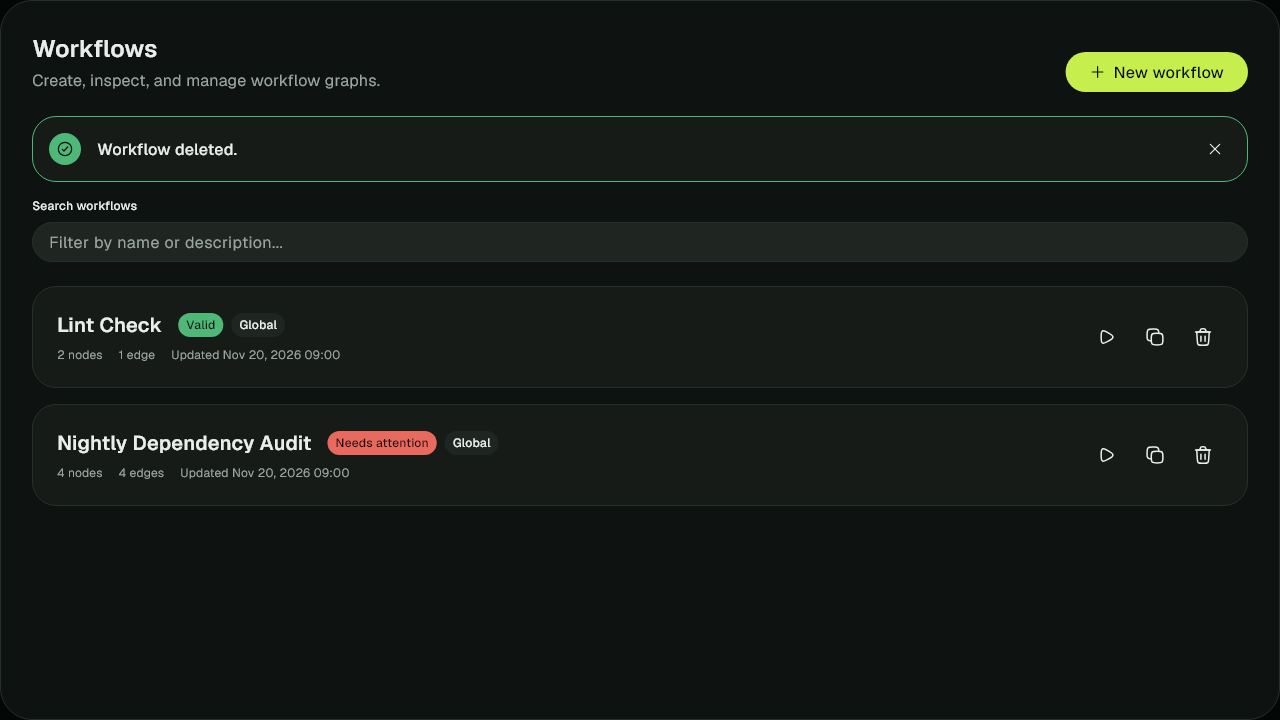 Workflows
Create, inspect, and manage workflow graphs.
New workflow
Workflow deleted.
Search workflows
Filter by name or description...
Lint Check Valid Global
2 nodes 1 edge Updated Nov 20, 2026 09:00
Nightly Dependency Audit Needs attention Global
4 nodes 4 edges Updated Nov 20, 2026 09:00